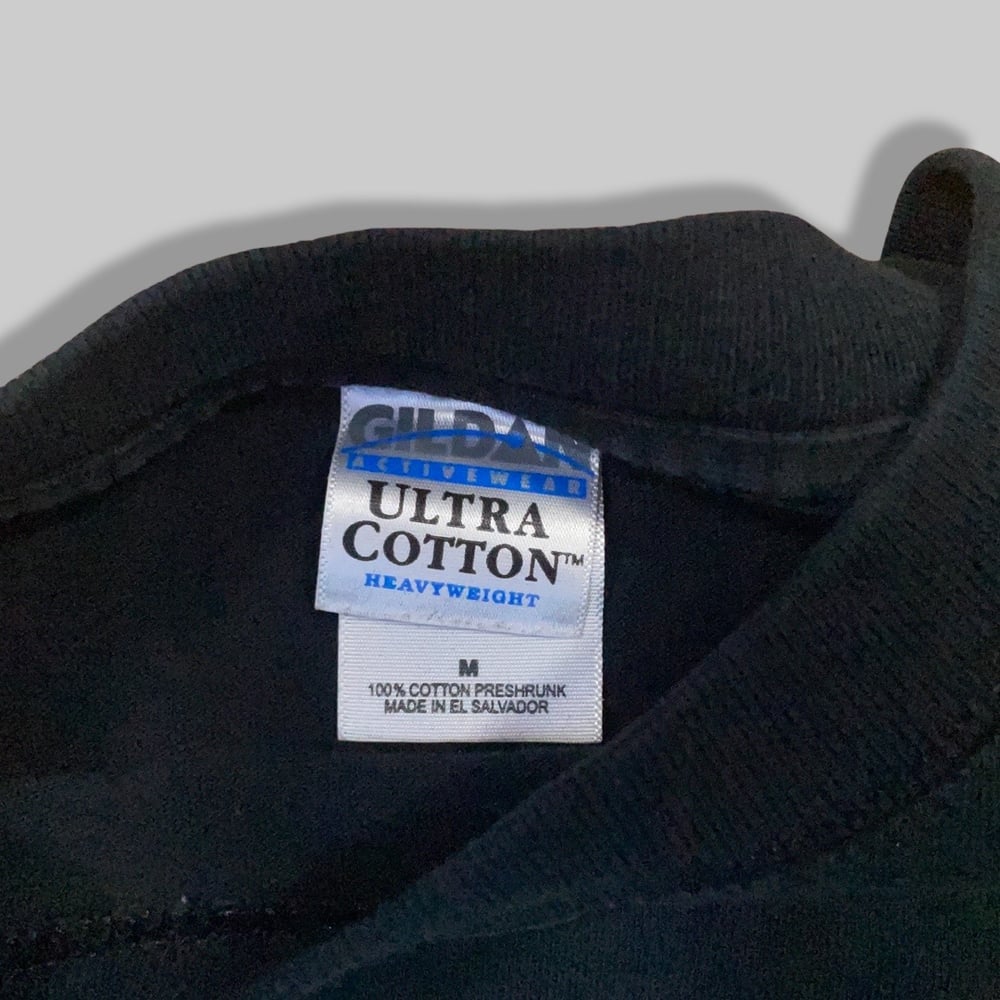 GILDAN
ACTIVEWEAR
ULTRA
COTTON™
HEAVYWEIGHT
M
100% COTTON PRESHRUNK
MADE IN EL SALVADOR